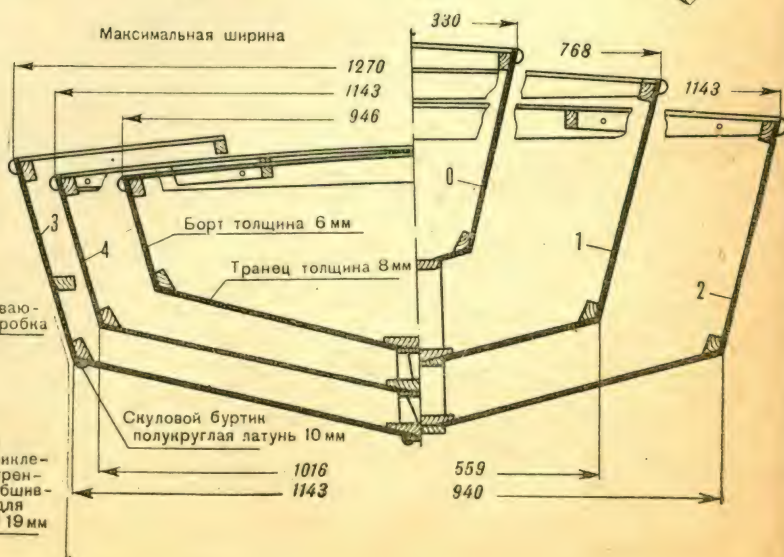 Максимальная ширина
330
1270
768
1143
1143
946
0
3
4
Борт толщина 6 мм
1
Транец толщина 8 мм
2
Скуловой буртик
полукруглая латунь 10 мм
1016
559
1143
940
19 мм